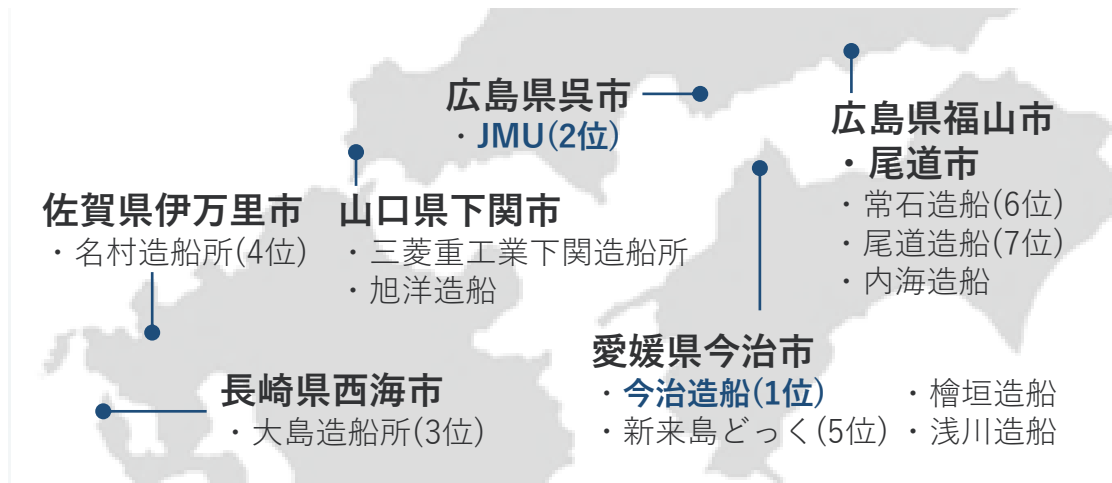 広島県呉市
・JMU(2位)
広島県福山市
・尾道市
・常石造船(6位)
・尾道造船(7位)
・内海造船
佐賀県伊万里市
・名村造船所(4位)
山口県下関市
・三菱重工業下関造船所
・旭洋造船
長崎県西海市
・大島造船所(3位)
愛媛県今治市
・今治造船(1位)
・新来島どっく(5位)
・檜垣造船
・浅川造船